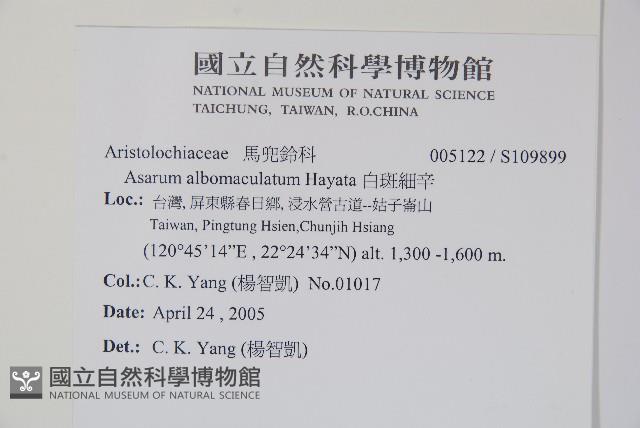 國立自然科學博物館
NATIONAL MUSEUM OF NATURAL SCIENCE
TAICHUNG, TAIWAN, R.O.CHINA
Aristolochiaceae 馬兜鈴科 005122 / S109899
Asarum albomaculatum Hayata 白斑細辛
Loc.: 台灣, 屏東縣春日鄉, 浸水營古道--姑子崙山
Taiwan, Pingtung Hsien,Chunjih Hsiang
(120°45’14”E , 22°24’34”N) alt. 1,300 -1,600 m.
Col.: C. K. Yang (楊智凱) No.01017
Date: April 24 , 2005
Det.: C. K. Yang (楊智凱)
國立自然科學博物館
NATIONAL MUSEUM OF NATURAL SCIENCE